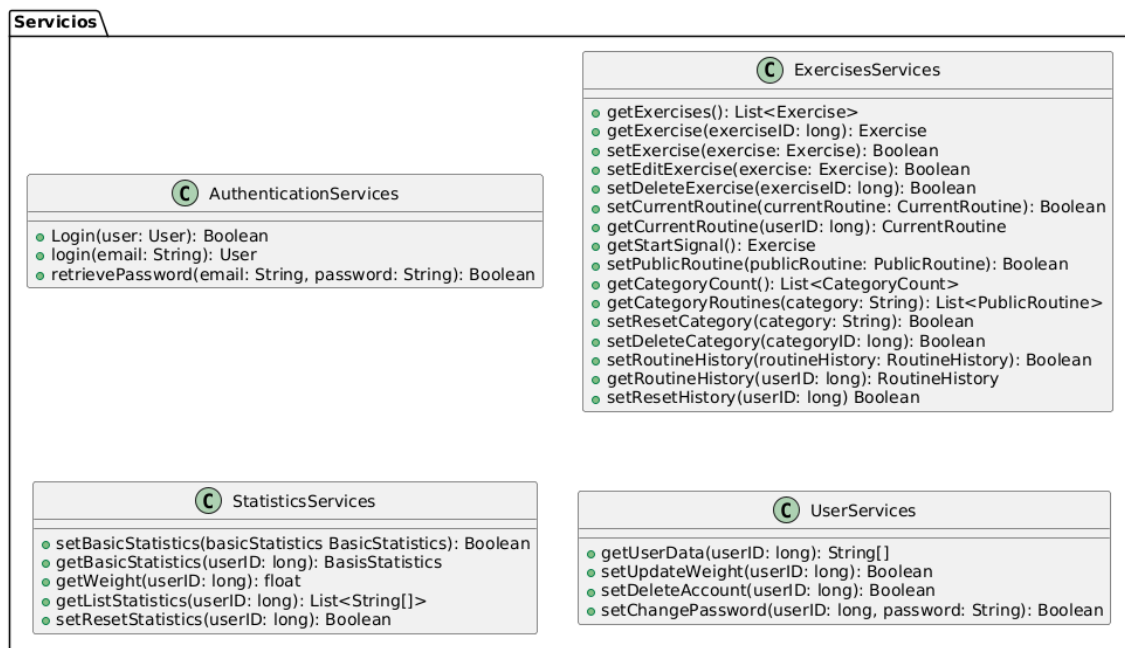 Servicios
C ExercisesServices
getExercises(): List<Exercise>
getExercise(exerciseID: long): Exercise
setExercise(exercise: Exercise): Boolean
setEditExercise(exercise: Exercise): Boolean
setDeleteExercise(exerciseID: long): Boolean
setCurrentRoutine(currentRoutine: CurrentRoutine): Boolean
getCurrentRoutine(userID: long): CurrentRoutine
getStartSignal(): Exercise
setPublicRoutine(publicRoutine: PublicRoutine): Boolean
getCategoryCount(): List<CategoryCount>
getCategoryRoutines(category: String): List<PublicRoutine>
setResetCategory(category: String): Boolean
setDeleteCategory(categoryID: long): Boolean
setRoutineHistory(routineHistory: RoutineHistory): Boolean
getRoutineHistory(userID: long): RoutineHistory
setResetHistory(userID: long) Boolean
C AuthenticationServices
Login(user: User): Boolean
login(email: String): User
retrievePassword(email: String, password: String): Boolean
C StatisticsServices
setBasicStatistics(basicStatistics BasicStatistics): Boolean
getBasicStatistics(userID: long): BasisStatistics
getWeight(userID: long): float
getListStatistics(userID: long): List<String[]>
setResetStatistics(userID: long): Boolean
C UserServices
getUserData(userID: long): String[]
setUpdateWeight(userID: long): Boolean
setDeleteAccount(userID: long): Boolean
setChangePassword(userID: long, password: String): Boolean